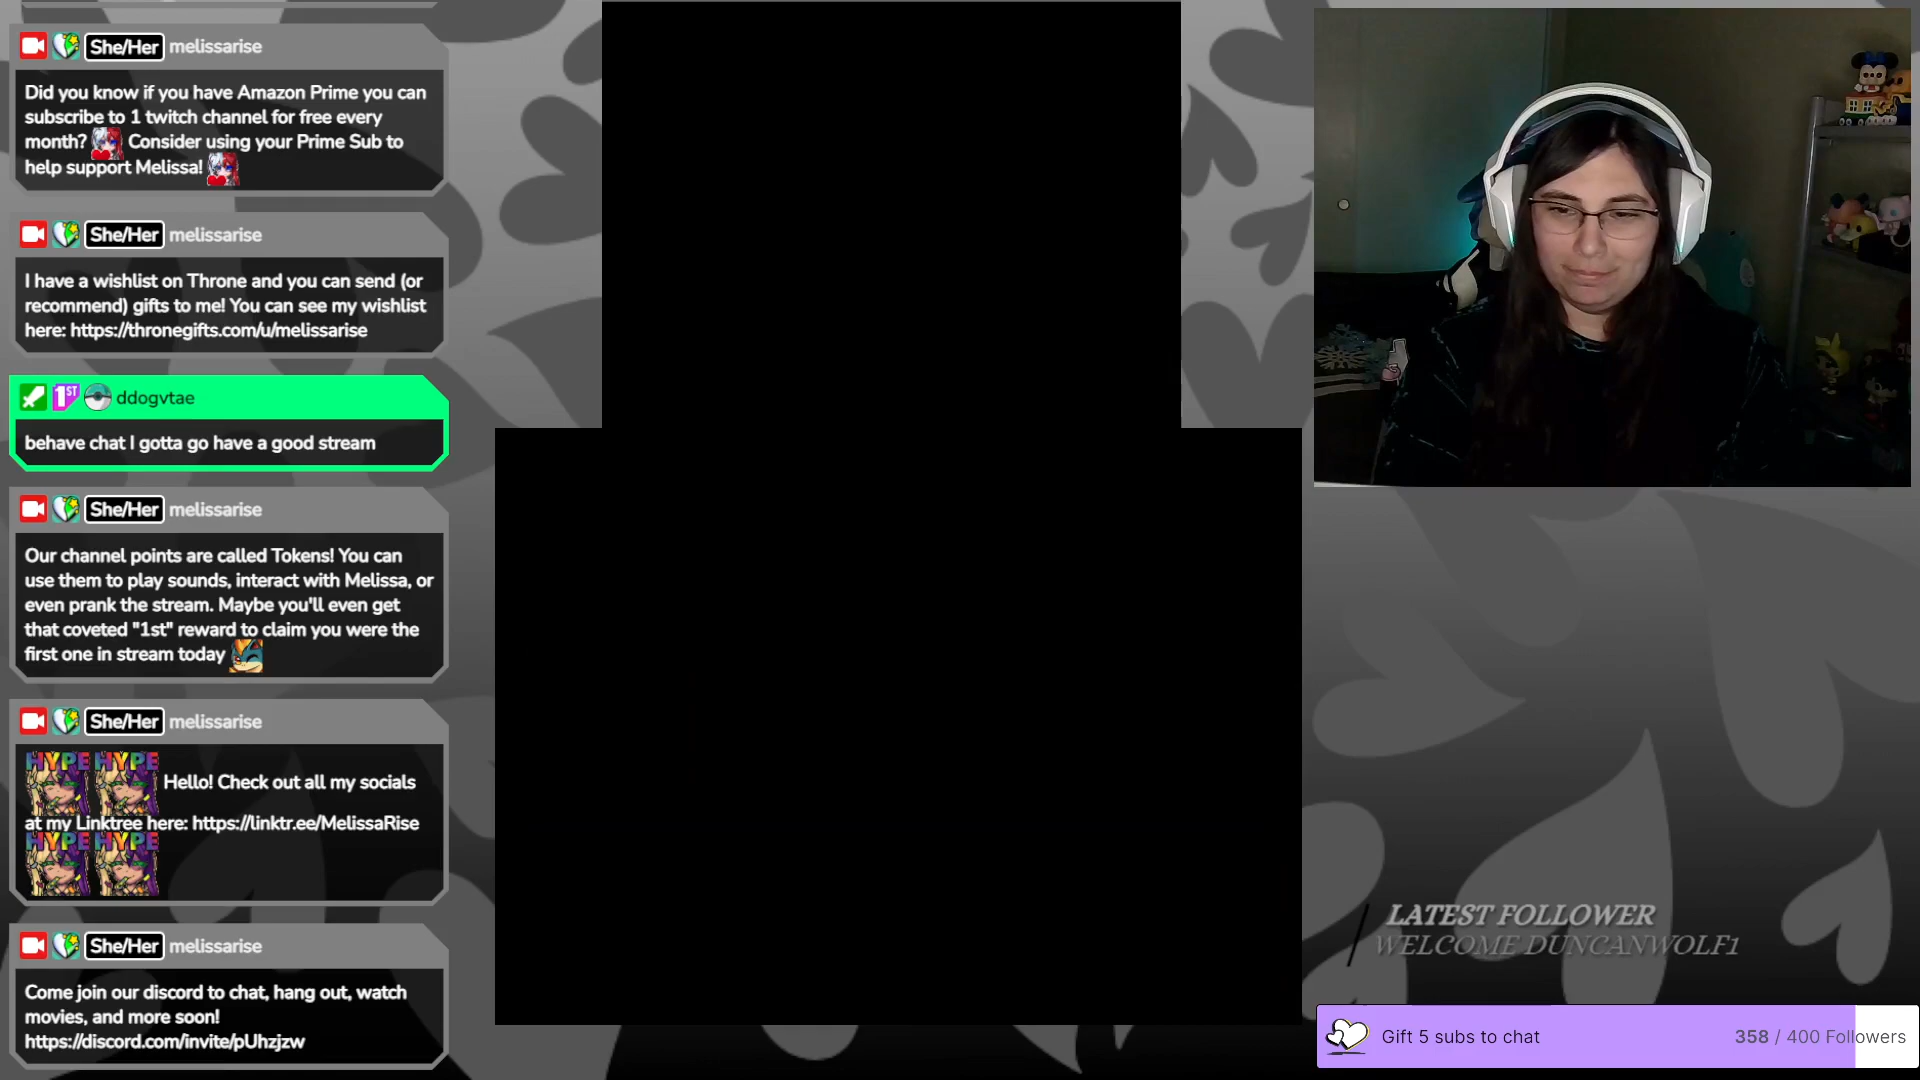 She/Her melissarise
Did you know if you have Amazon Prime you can
subscribe to 1 twitch channel for free every
month? Consider using your Prime Sub to
help support Melissa!
She/Her melissarise
I have a wishlist on Throne and you can send (or
recommend) gifts to me! You can see my wishlist
here: https://thronegifts.com/u/melissarise
1ST ddogvtae
behave chat I gotta go have a good stream
She/Her melissarise
Our channel points are called Tokens! You can
use them to play sounds, interact with Melissa, or
even prank the stream. Maybe you'll even get
that coveted "1st" reward to claim you were the
first one in stream today
She/Her melissarise
HYPE HYPE Hello! Check out all my socials
at my Linktree here: https://linktr.ee/MelissaRise
HYPE HYPE
She/Her melissarise
Come join our discord to chat, hang out, watch
movies, and more soon!
https://discord.com/invite/pUhzjzw
LATEST FOLLOWER
WELCOME DUNCANWOLF1
Gift 5 subs to chat 358 / 400 Followers